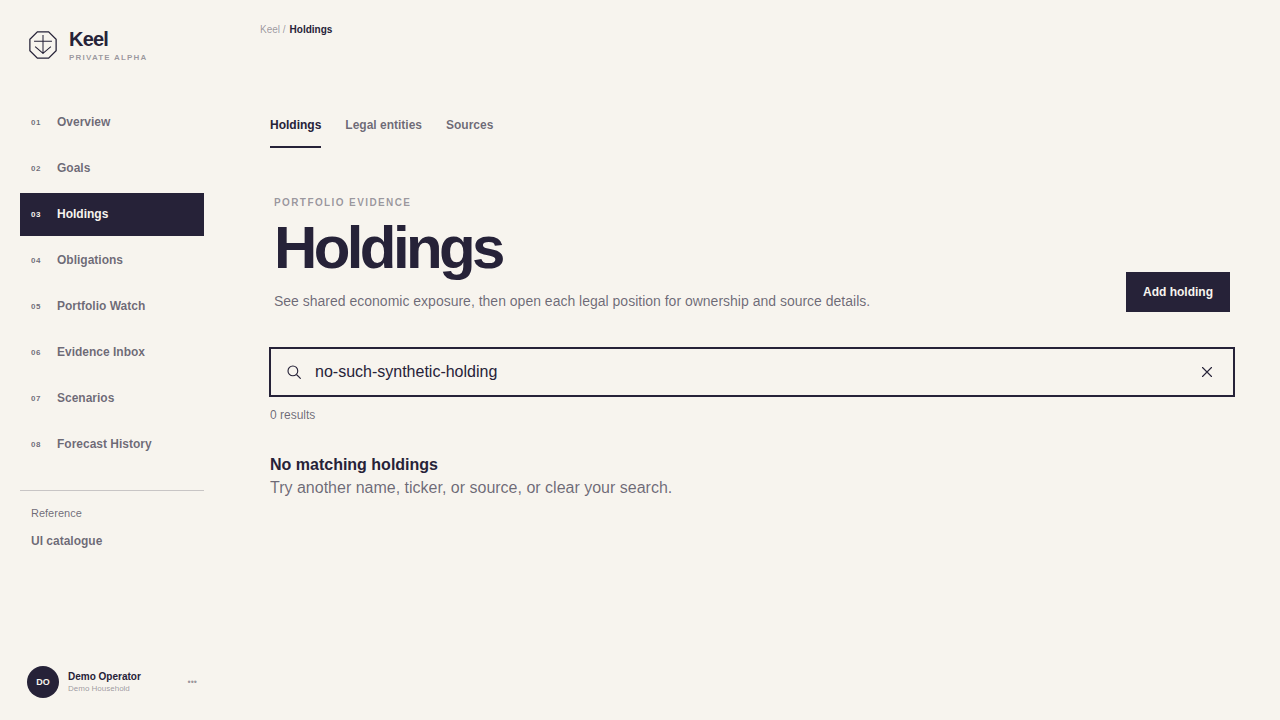 Keel
PRIVATE ALPHA
01 Overview
02 Goals
03 Holdings
04 Obligations
05 Portfolio Watch
06 Evidence Inbox
07 Scenarios
08 Forecast History
Reference
UI catalogue
DO
Demo Operator
Demo Household
Keel / Holdings
Holdings Legal entities Sources
PORTFOLIO EVIDENCE
Holdings
See shared economic exposure, then open each legal position for ownership and source details.
Add holding
no-such-synthetic-holding
0 results
No matching holdings
Try another name, ticker, or source, or clear your search.